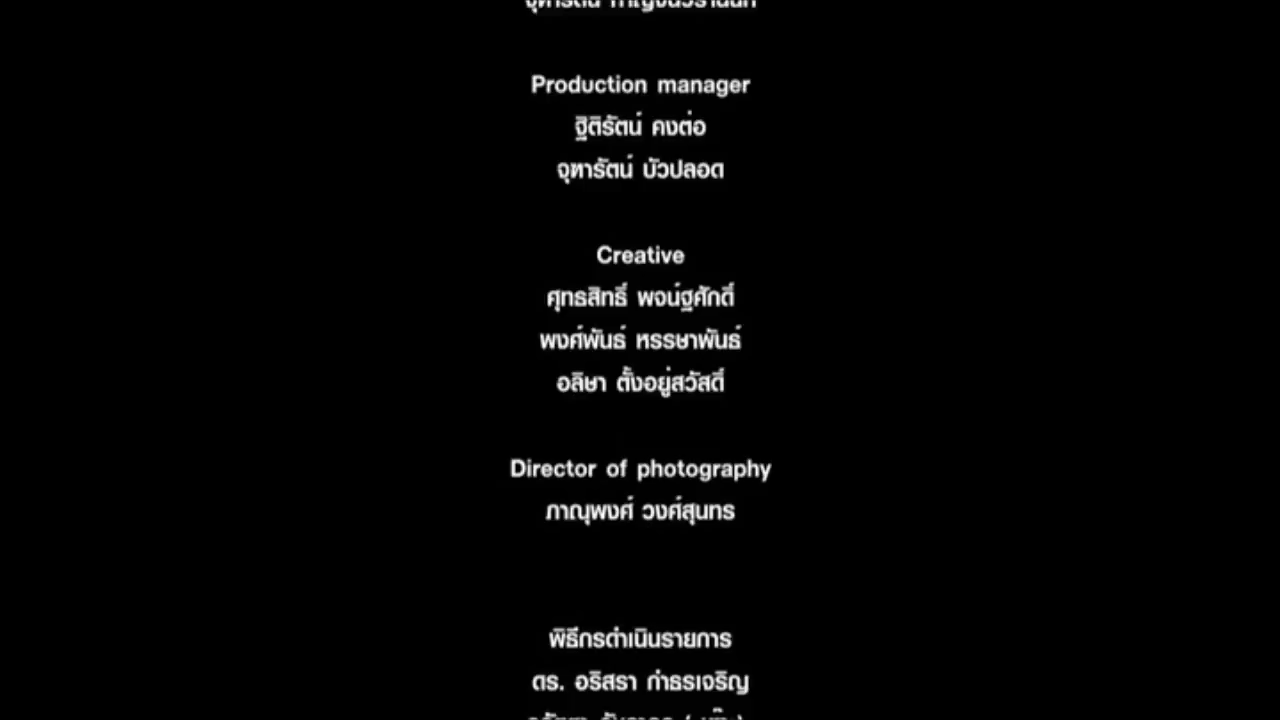 Production manager
ฐิติรัตน์ คงต่อ
จุฑารัตน์ บัวปลอด
Creative
ศุทธสิทธิ์ พจน์ฐศักดิ์
พงศ์พันธ์ หรรษาพันธ์
อลิษา ตั้งอยู่สวัสดิ์
Director of photography
ภาณุพงศ์ วงศ์สุนทร
พิธีกรดำเนินรายการ
ดร. อริสรา กำธรเจริญ